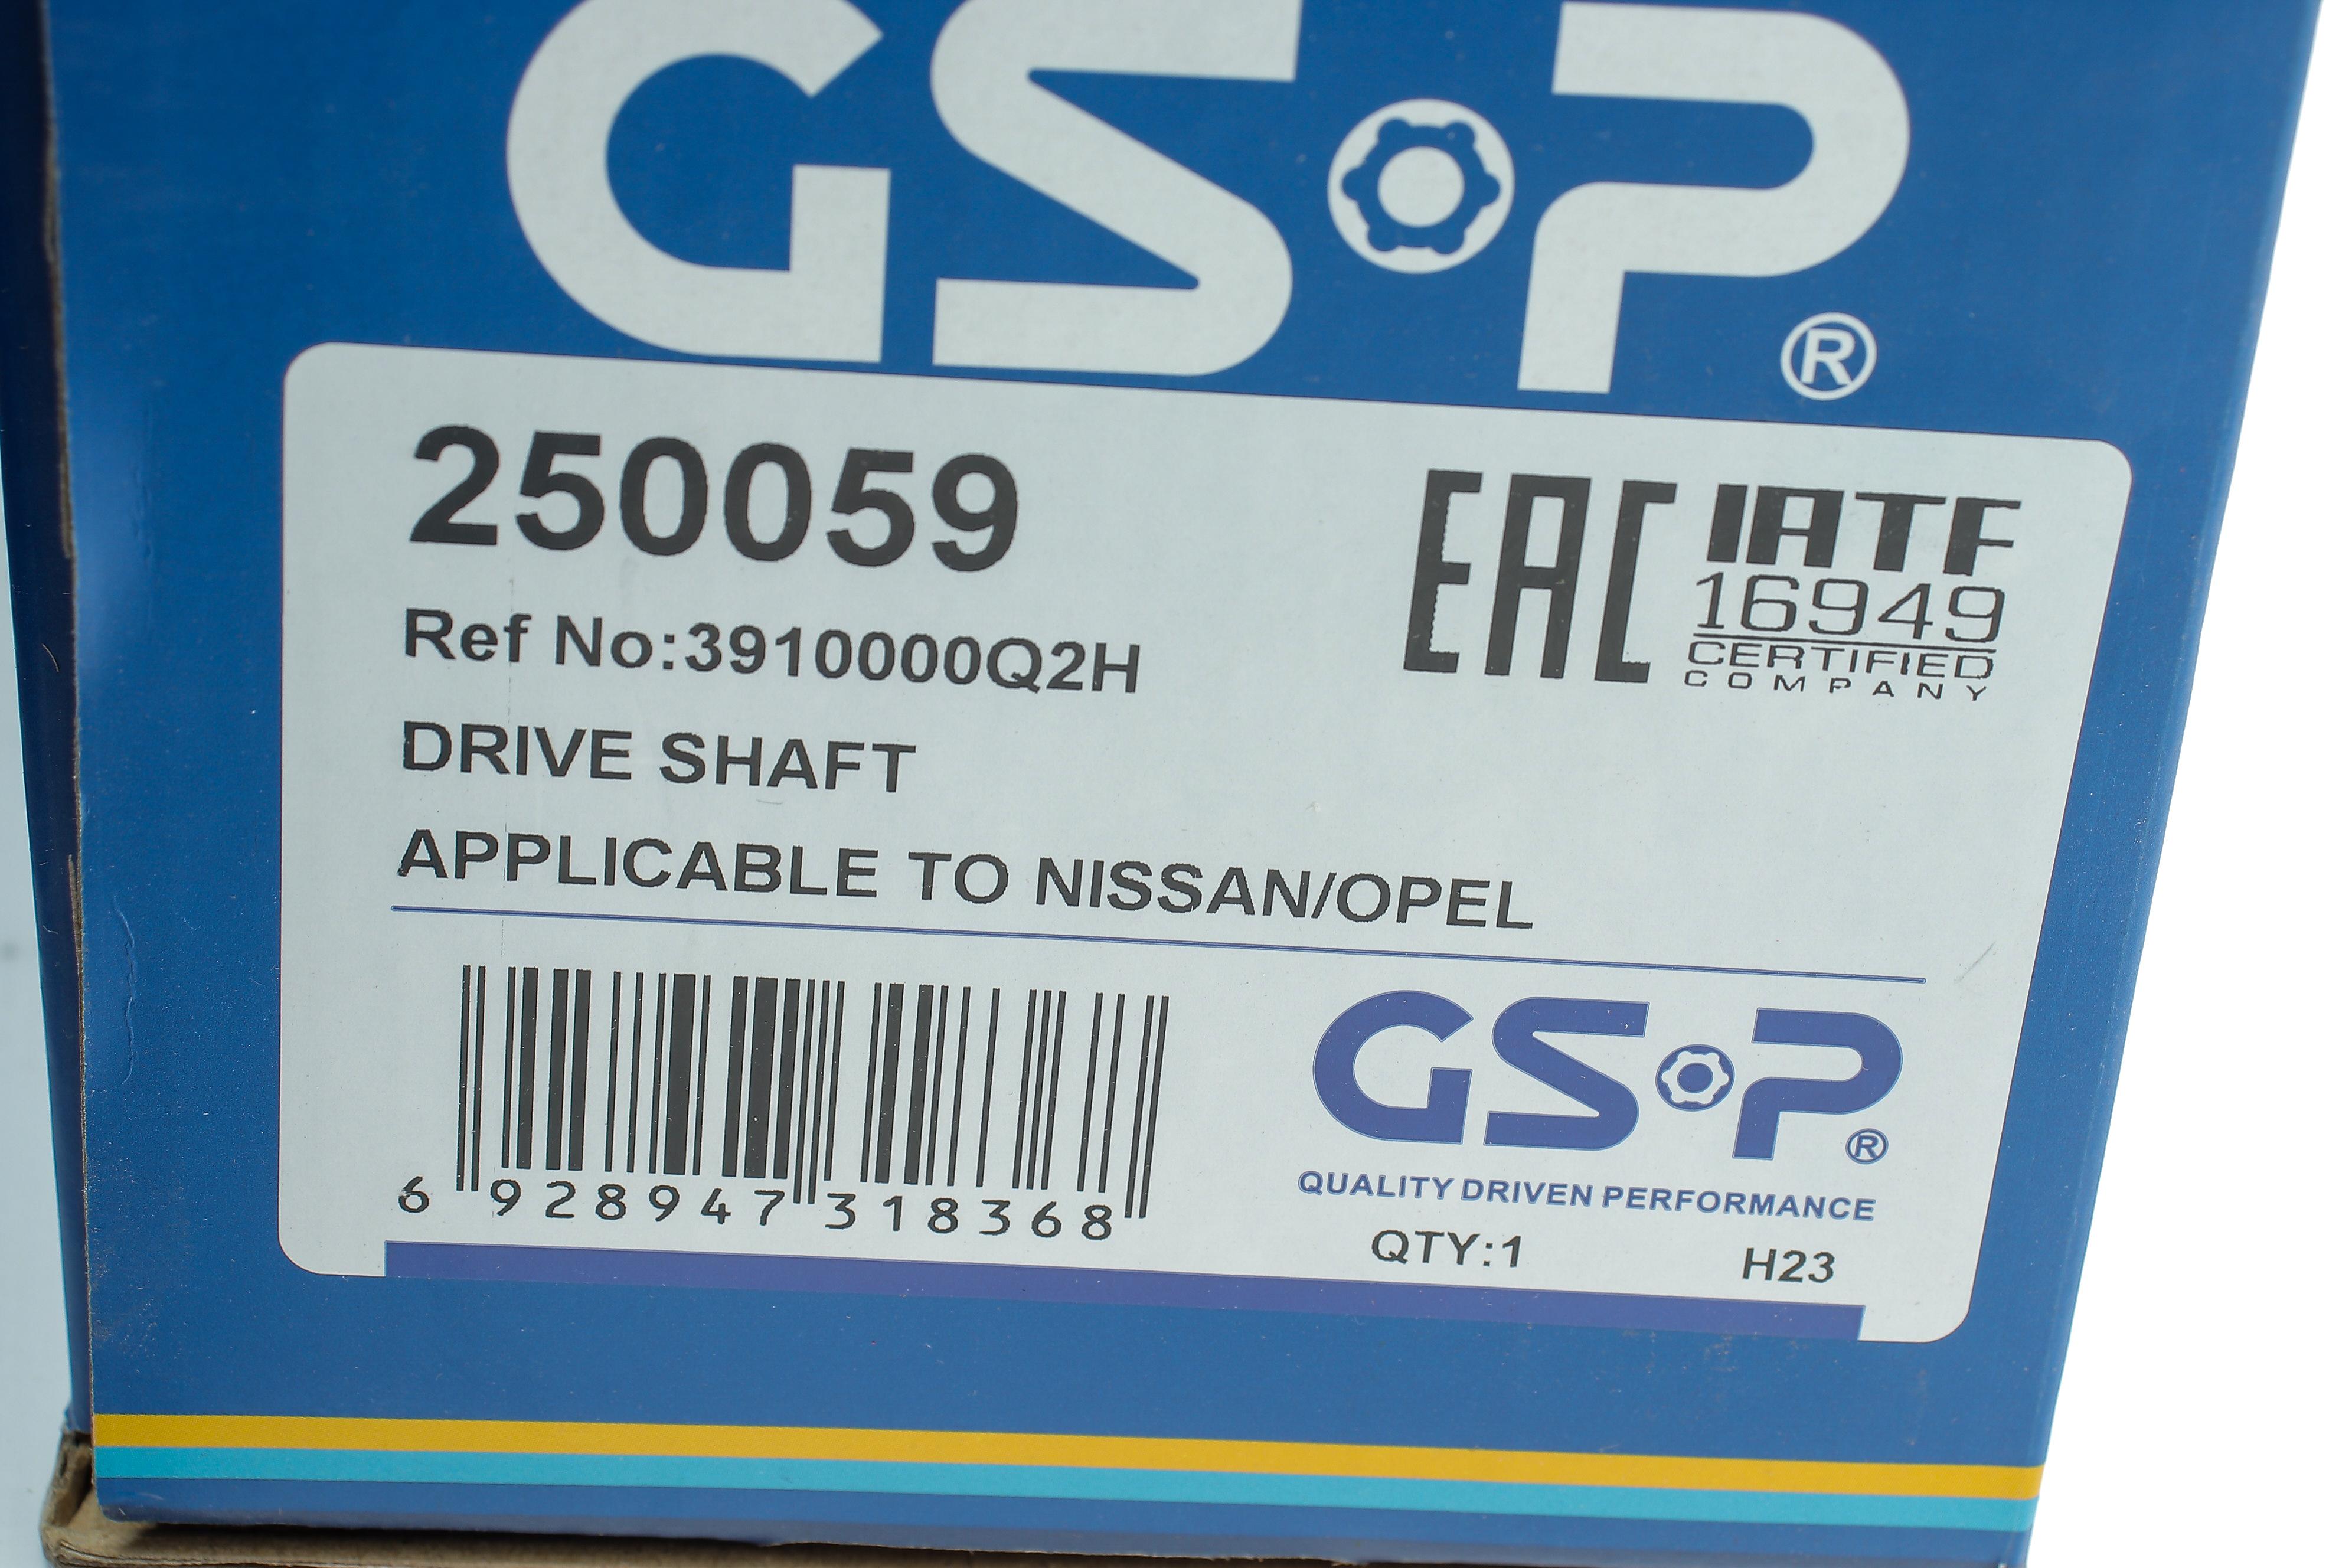 GSP®
250059
EAC
IATF
16949
CERTIFIED
COMPANY
Ref No:3910000Q2H
DRIVE SHAFT
APPLICABLE TO NISSAN/OPEL
6 928947 318368
GSP®
QUALITY DRIVEN PERFORMANCE
QTY:1 H23